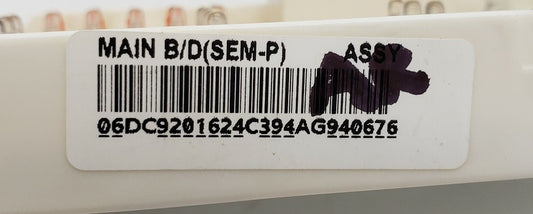 MAIN B/D(SEM-P) ASSY
06DC9201624C394AG940676